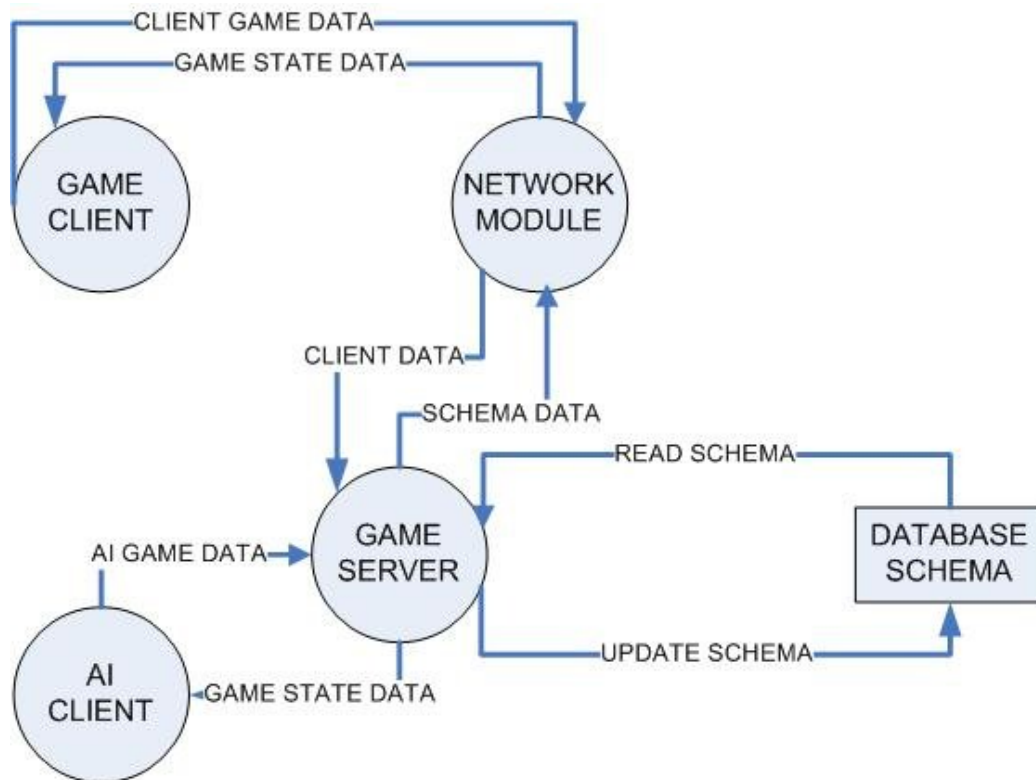 CLIENT GAME DATA
GAME STATE DATA
GAME
CLIENT
NETWORK
MODULE
CLIENT DATA
SCHEMA DATA
READ SCHEMA
AI GAME DATA
GAME
SERVER
DATABASE
SCHEMA
UPDATE SCHEMA
AI
CLIENT
GAME STATE DATA